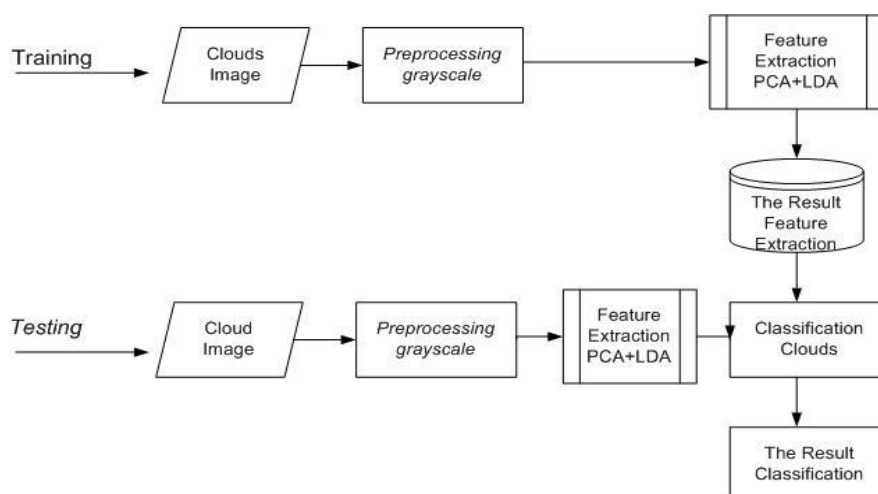 Training
Clouds
Image
Preprocessing
grayscale
Feature
Extraction
PCA+LDA
The Result
Feature
Extraction
Testing
Cloud
Image
Preprocessing
grayscale
Feature
Extraction
PCA+LDA
Classification
Clouds
The Result
Classification